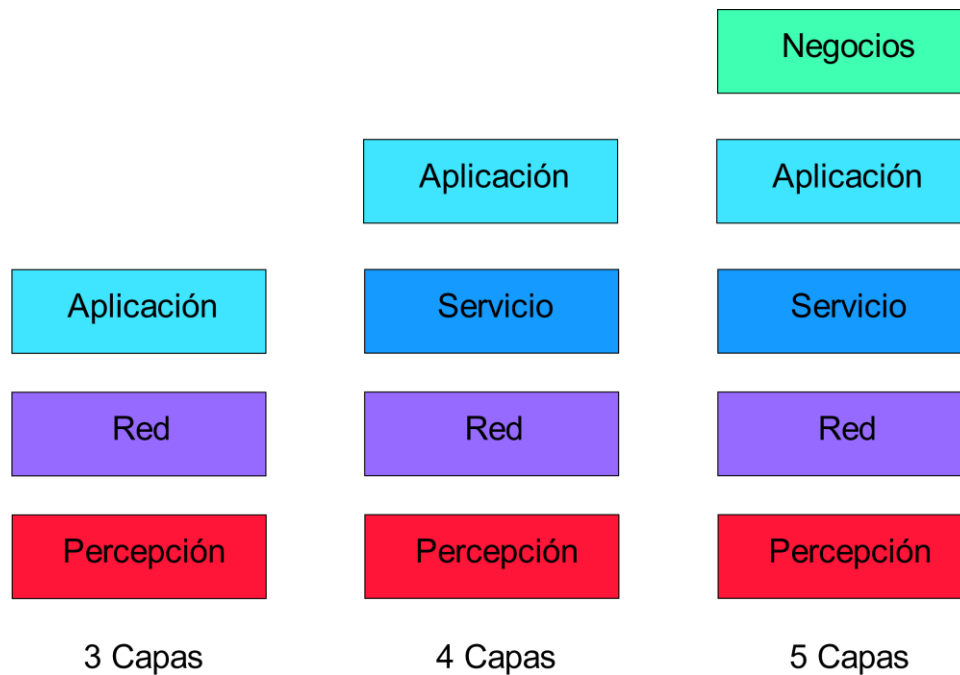 Negocios
Aplicación
Aplicación
Aplicación
Servicio
Servicio
Red
Red
Red
Percepción
Percepción
Percepción
3 Capas
4 Capas
5 Capas